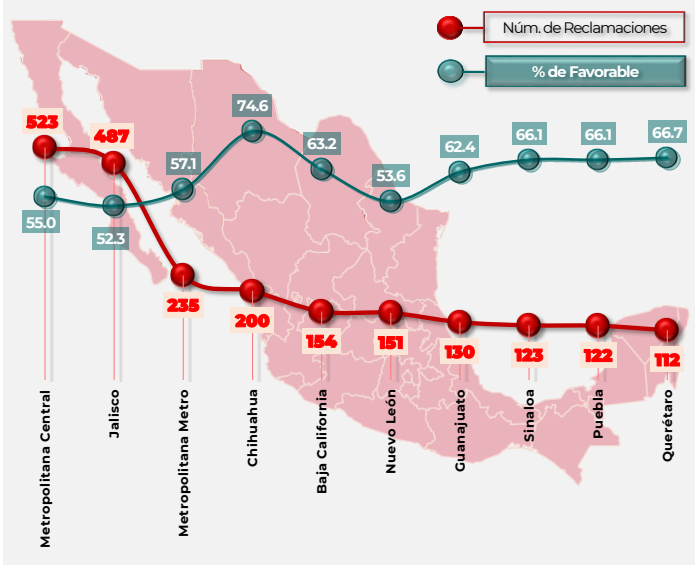 Núm. de Reclamaciones
% de Favorable
523
487
235
200
154
151
130
123
122
112
55.0
52.3
57.1
74.6
63.2
53.6
62.4
66.1
66.1
66.7
Metropolitana Central
Jalisco
Metropolitana Metro
Chihuahua
Baja California
Nuevo León
Guanajuato
Sinaloa
Puebla
Querétaro